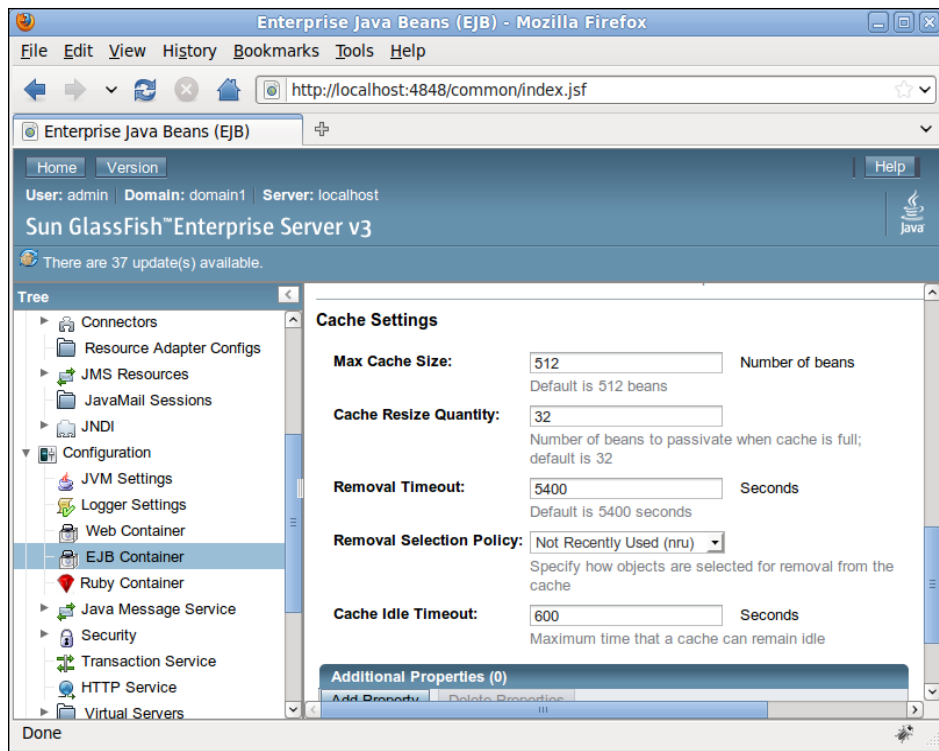 Enterprise Java Beans (EJB) - Mozilla Firefox
File Edit View History Bookmarks Tools Help
http://localhost:4848/common/index.jsf
Enterprise Java Beans (EJB)
Home Version Help
User: admin Domain: domain1 Server: localhost
Sun GlassFish™ Enterprise Server v3
Java
There are 37 update(s) available.
Tree
Connectors
Resource Adapter Configs
JMS Resources
JavaMail Sessions
JNDI
Configuration
JVM Settings
Logger Settings
Web Container
EJB Container
Ruby Container
Java Message Service
Security
Transaction Service
HTTP Service
Virtual Servers
Cache Settings
Max Cache Size: 512 Number of beans
Default is 512 beans
Cache Resize Quantity: 32
Number of beans to passivate when cache is full;
default is 32
Removal Timeout: 5400 Seconds
Default is 5400 seconds
Removal Selection Policy: Not Recently Used (nru)
Specify how objects are selected for removal from the
cache
Cache Idle Timeout: 600 Seconds
Maximum time that a cache can remain idle
Additional Properties (0)
Add Property Delete Properties
Done